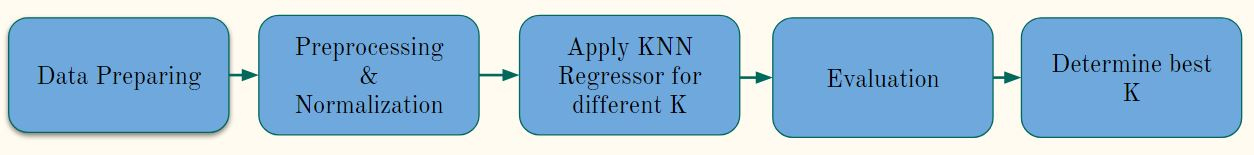 Data Preparing
Preprocessing
&
Normalization
Apply KNN
Regressor for
different K
Evaluation
Determine best
K